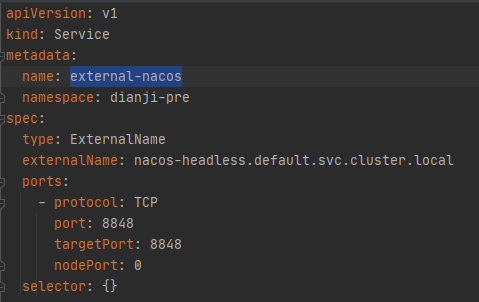 apiVersion: v1
kind: Service
metadata:
  name: external-nacos
  namespace: dianji-pre
spec:
  type: ExternalName
  externalName: nacos-headless.default.svc.cluster.local
  ports:
    - protocol: TCP
      port: 8848
      targetPort: 8848
      nodePort: 0
  selector: {}